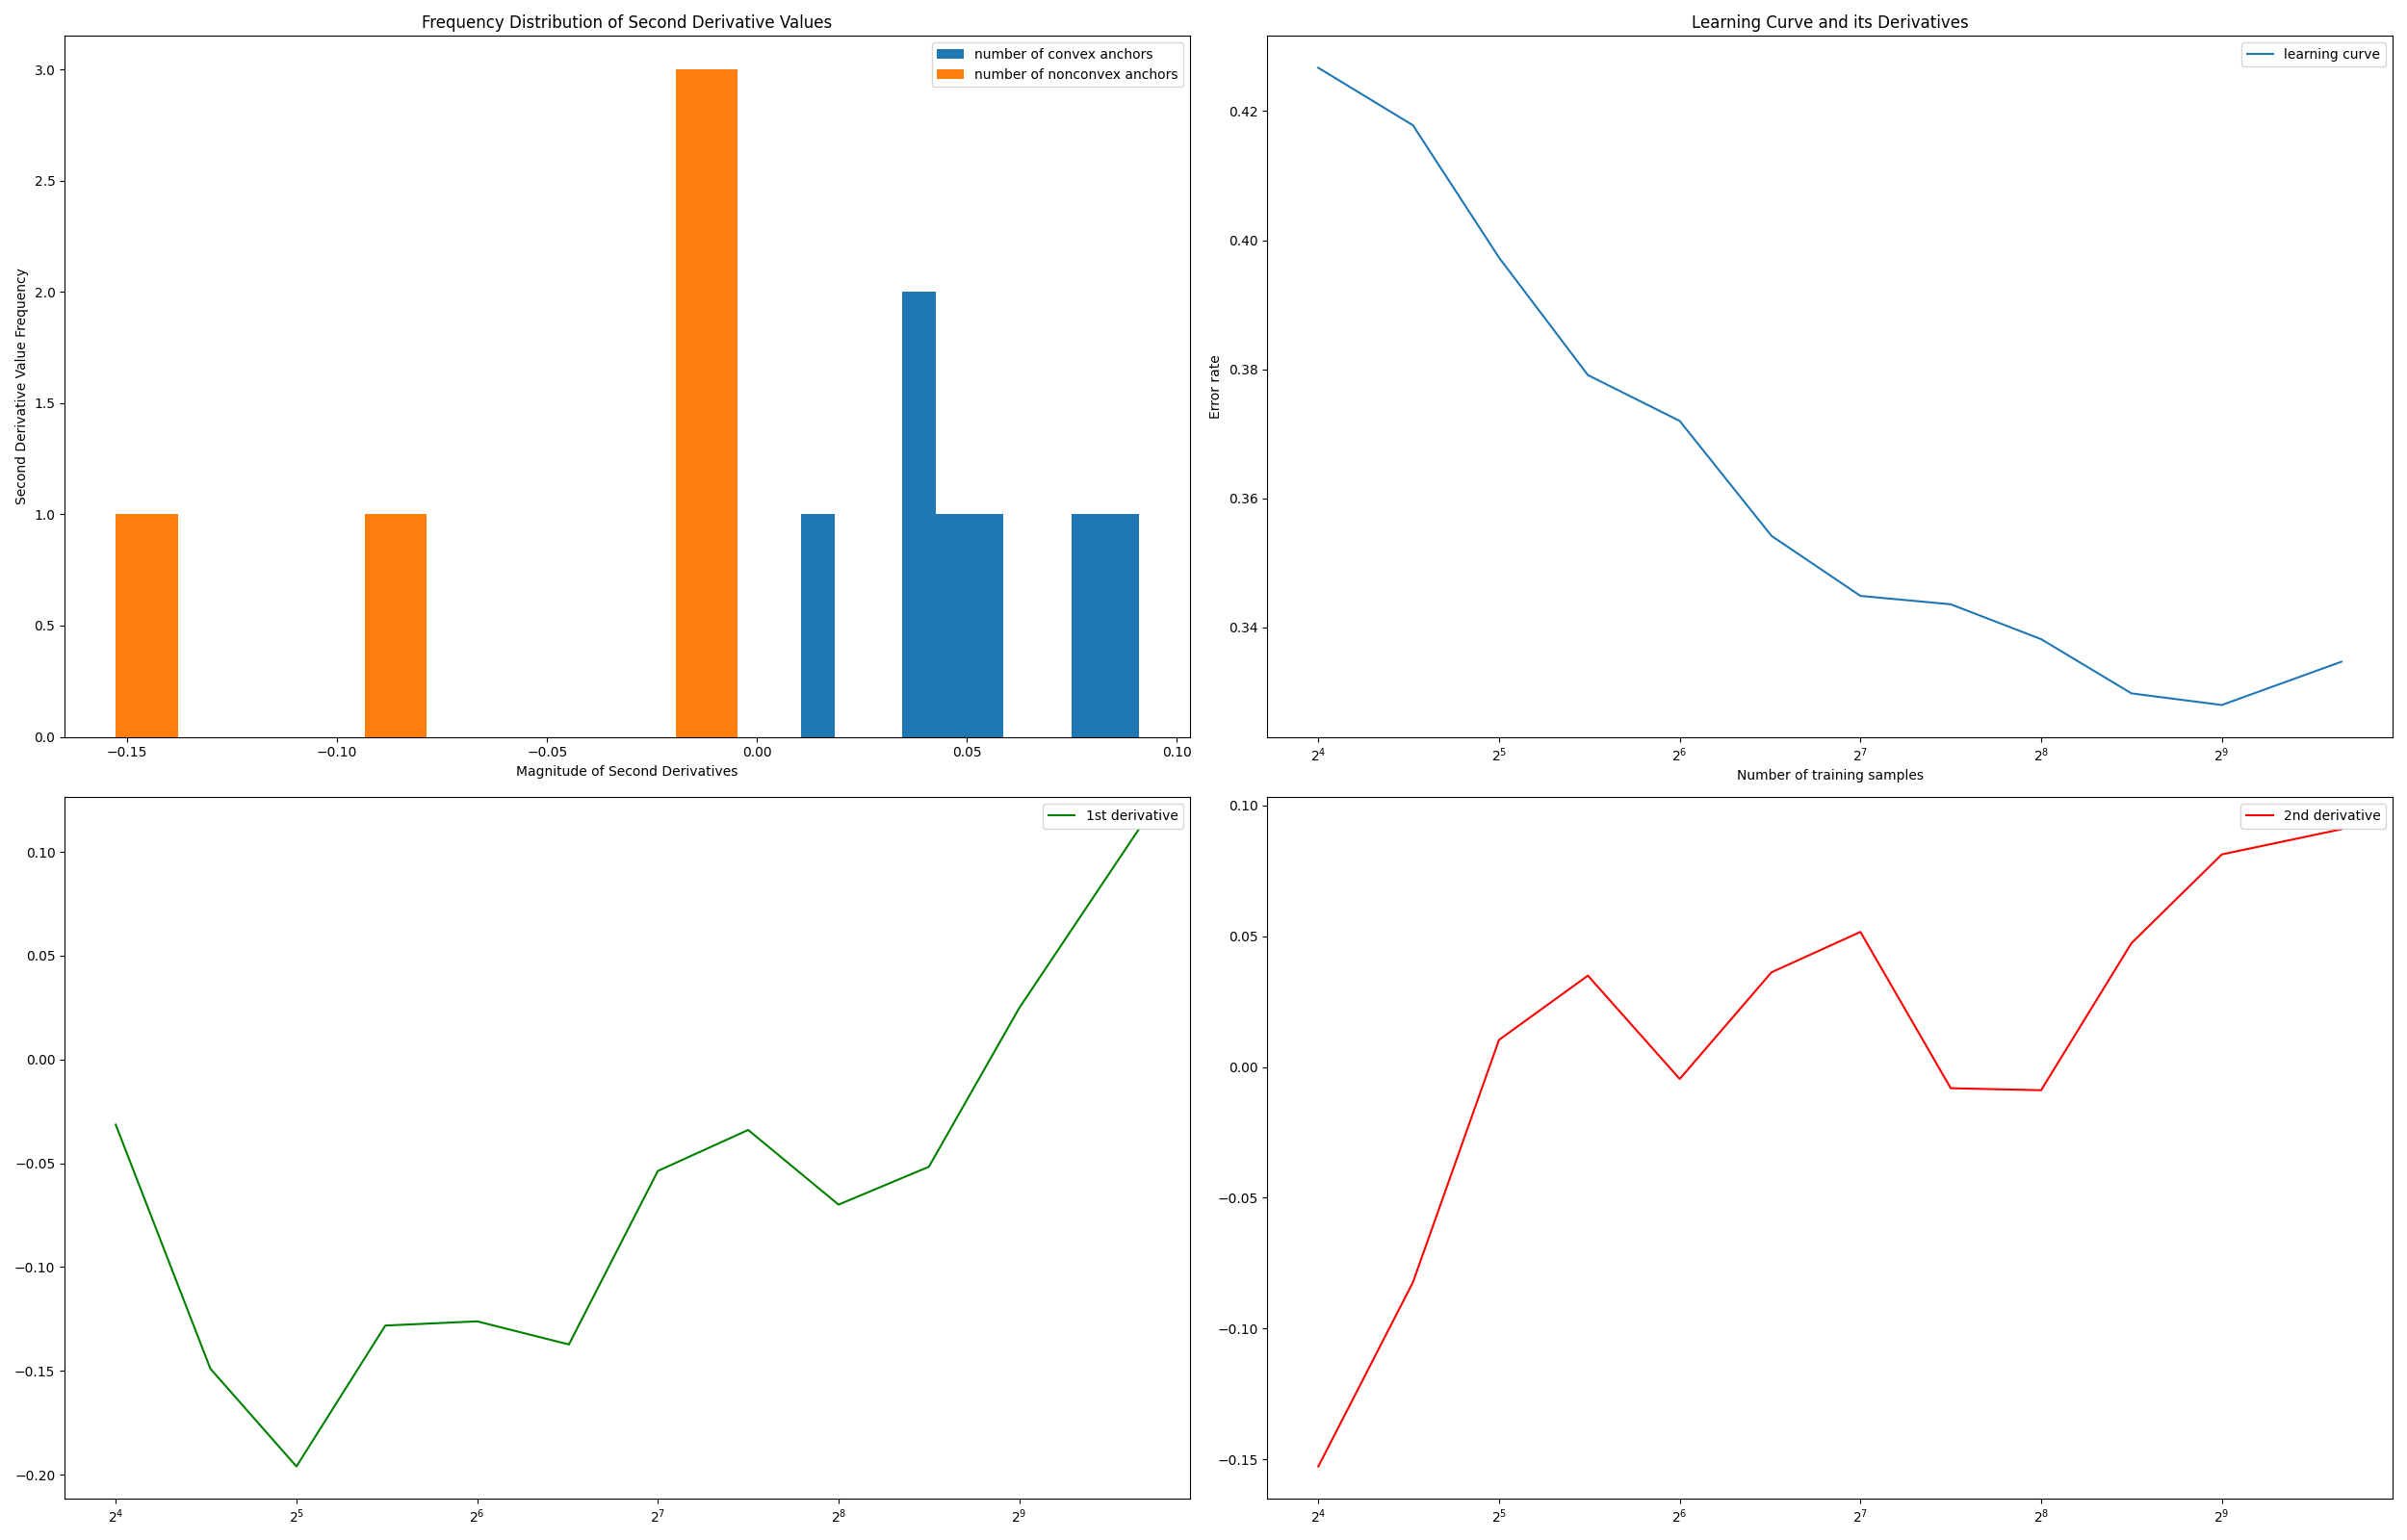 Frequency Distribution of Second Derivative Values
number of convex anchors
number of nonconvex anchors
Second Derivative Value Frequency
3.0
2.5
2.0
1.5
1.0
0.5
0.0
−0.15 −0.10 −0.05 0.00 0.05 0.10
Magnitude of Second Derivatives
Learning Curve and its Derivatives
learning curve
Error rate
0.42
0.40
0.38
0.36
0.34
2⁴ 2⁵ 2⁶ 2⁷ 2⁸ 2⁹
Number of training samples
1st derivative
0.10
0.05
0.00
−0.05
−0.10
−0.15
−0.20
2⁴ 2⁵ 2⁶ 2⁷ 2⁸ 2⁹
2nd derivative
0.10
0.05
0.00
−0.05
−0.10
−0.15
2⁴ 2⁵ 2⁶ 2⁷ 2⁸ 2⁹